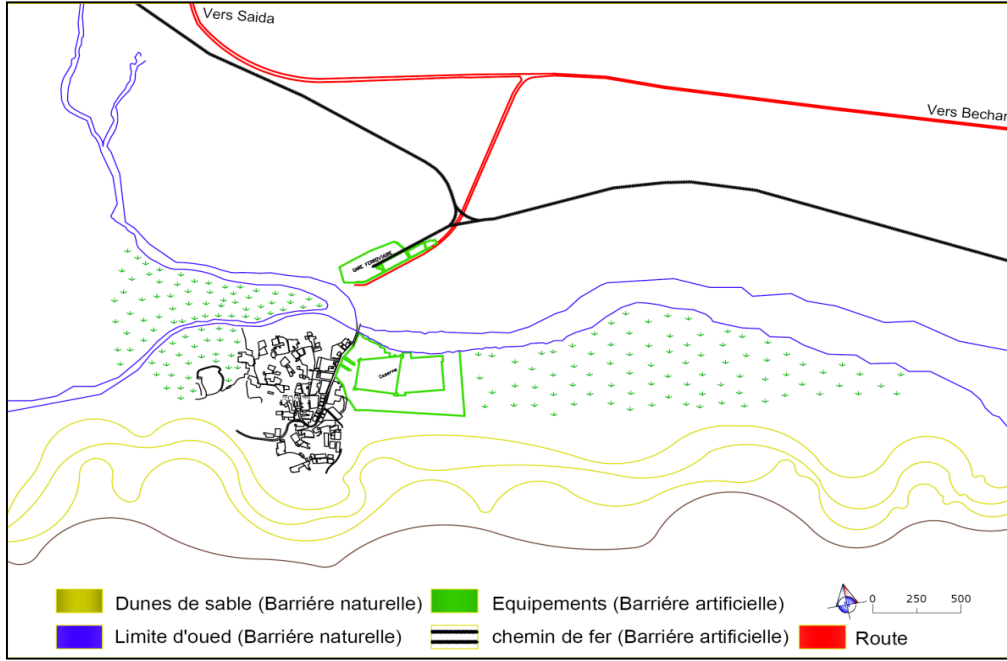 Vers Saida
Vers Bechar
GARE FERROVIAIRE
Caserne
Dunes de sable (Barriére naturelle)
Equipements (Barriére artificielle)
0 250 500
Limite d'oued (Barriére naturelle)
chemin de fer (Barriére artificielle)
Route